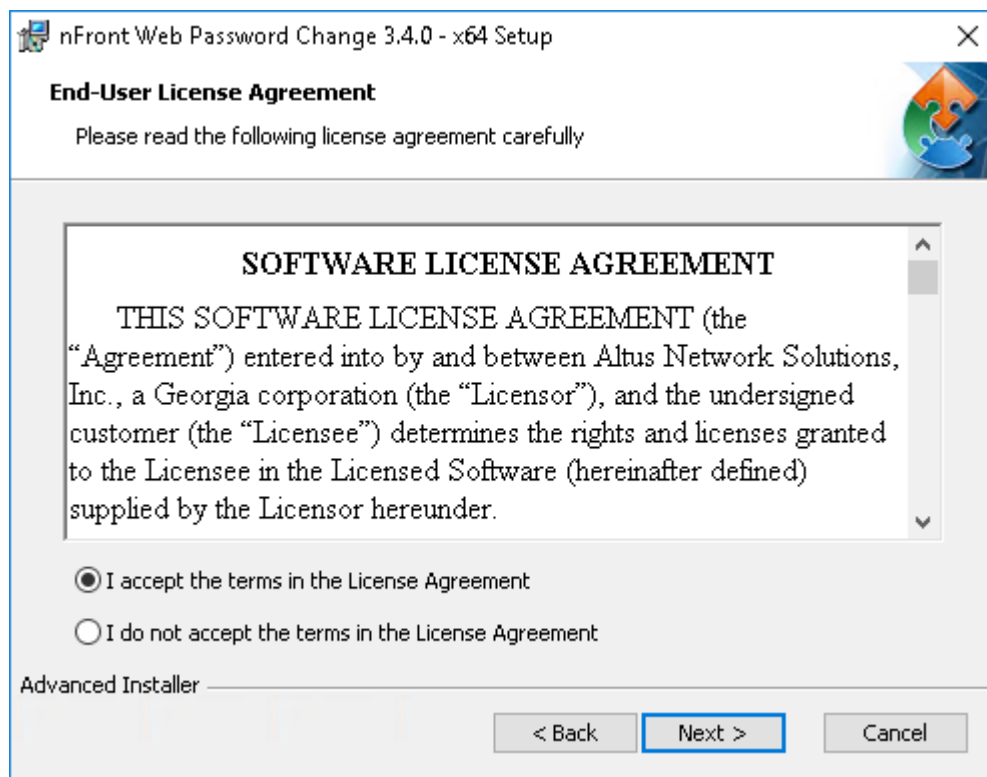 nFront Web Password Change 3.4.0 - x64 Setup
End-User License Agreement
Please read the following license agreement carefully
SOFTWARE LICENSE AGREEMENT
THIS SOFTWARE LICENSE AGREEMENT (the
“Agreement”) entered into by and between Altus Network Solutions,
Inc., a Georgia corporation (the “Licensor”), and the undersigned
customer (the “Licensee”) determines the rights and licenses granted
to the Licensee in the Licensed Software (hereinafter defined)
supplied by the Licensor hereunder.
I accept the terms in the License Agreement
I do not accept the terms in the License Agreement
Advanced Installer
< Back Next > Cancel